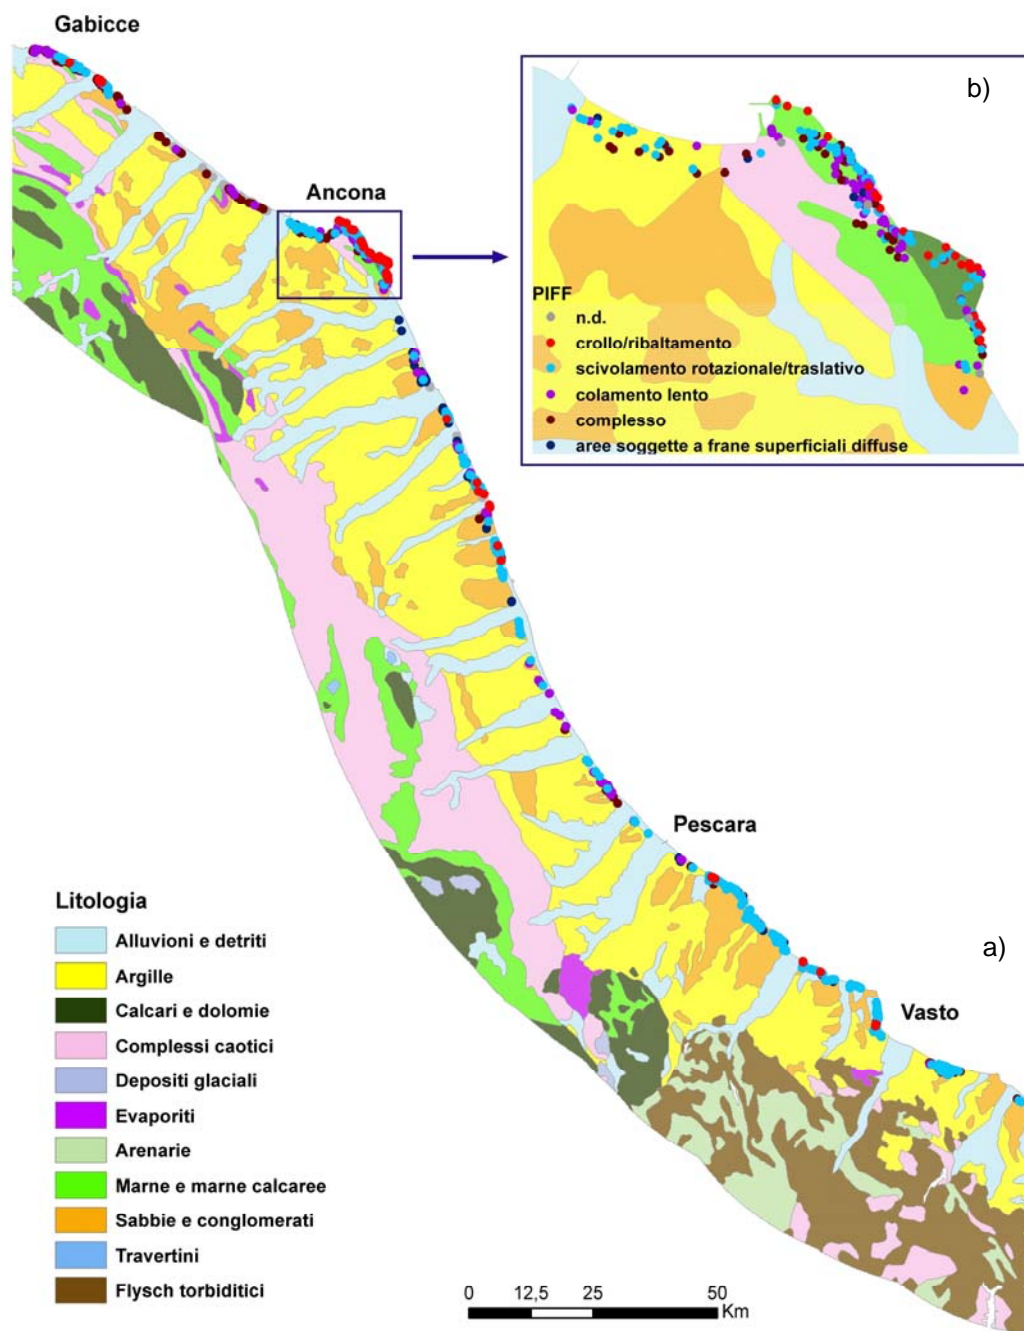 Gabicce
Ancona
b)
PIFF
n.d.
crollo/ribaltamento
scivolamento rotazionale/traslativo
colamento lento
complesso
aree soggette a frane superficiali diffuse
Pescara
a)
Vasto
Litologia
Alluvioni e detriti
Argille
Calcari e dolomie
Complessi caotici
Depositi glaciali
Evaporiti
Arenarie
Marne e marne calcaree
Sabbie e conglomerati
Travertini
Flysch torbiditici
0 12,5 25 50
Km